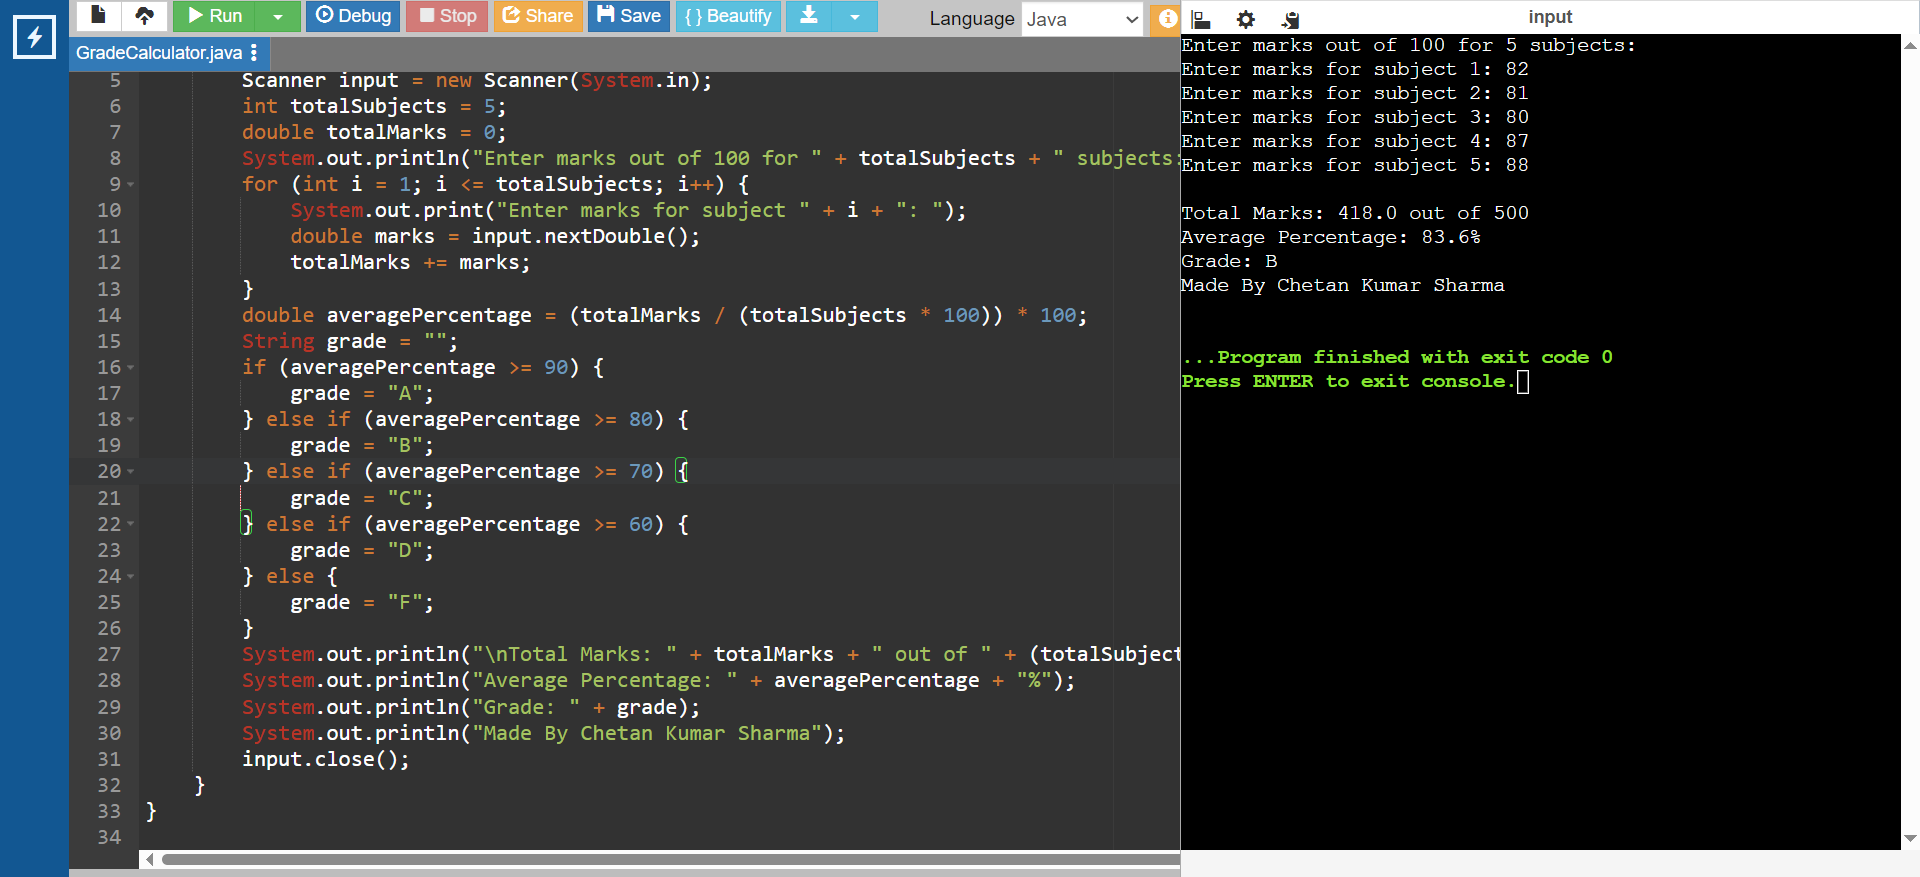 Run Debug Stop Share Save { } Beautify Language Java
GradeCalculator.java
5 Scanner input = new Scanner(System.in);
6 int totalSubjects = 5;
7 double totalMarks = 0;
8 System.out.println("Enter marks out of 100 for " + totalSubjects + " subjects:
9 for (int i = 1; i <= totalSubjects; i++) {
10 System.out.print("Enter marks for subject " + i + ": ");
11 double marks = input.nextDouble();
12 totalMarks += marks;
13 }
14 double averagePercentage = (totalMarks / (totalSubjects * 100)) * 100;
15 String grade = "";
16 if (averagePercentage >= 90) {
17 grade = "A";
18 } else if (averagePercentage >= 80) {
19 grade = "B";
20 } else if (averagePercentage >= 70) {
21 grade = "C";
22 } else if (averagePercentage >= 60) {
23 grade = "D";
24 } else {
25 grade = "F";
26 }
27 System.out.println("\nTotal Marks: " + totalMarks + " out of " + (totalSubject
28 System.out.println("Average Percentage: " + averagePercentage + "%");
29 System.out.println("Grade: " + grade);
30 System.out.println("Made By Chetan Kumar Sharma");
31 input.close();
32 }
33 }
34
input
Enter marks out of 100 for 5 subjects:
Enter marks for subject 1: 82
Enter marks for subject 2: 81
Enter marks for subject 3: 80
Enter marks for subject 4: 87
Enter marks for subject 5: 88
Total Marks: 418.0 out of 500
Average Percentage: 83.6%
Grade: B
Made By Chetan Kumar Sharma
...Program finished with exit code 0
Press ENTER to exit console.